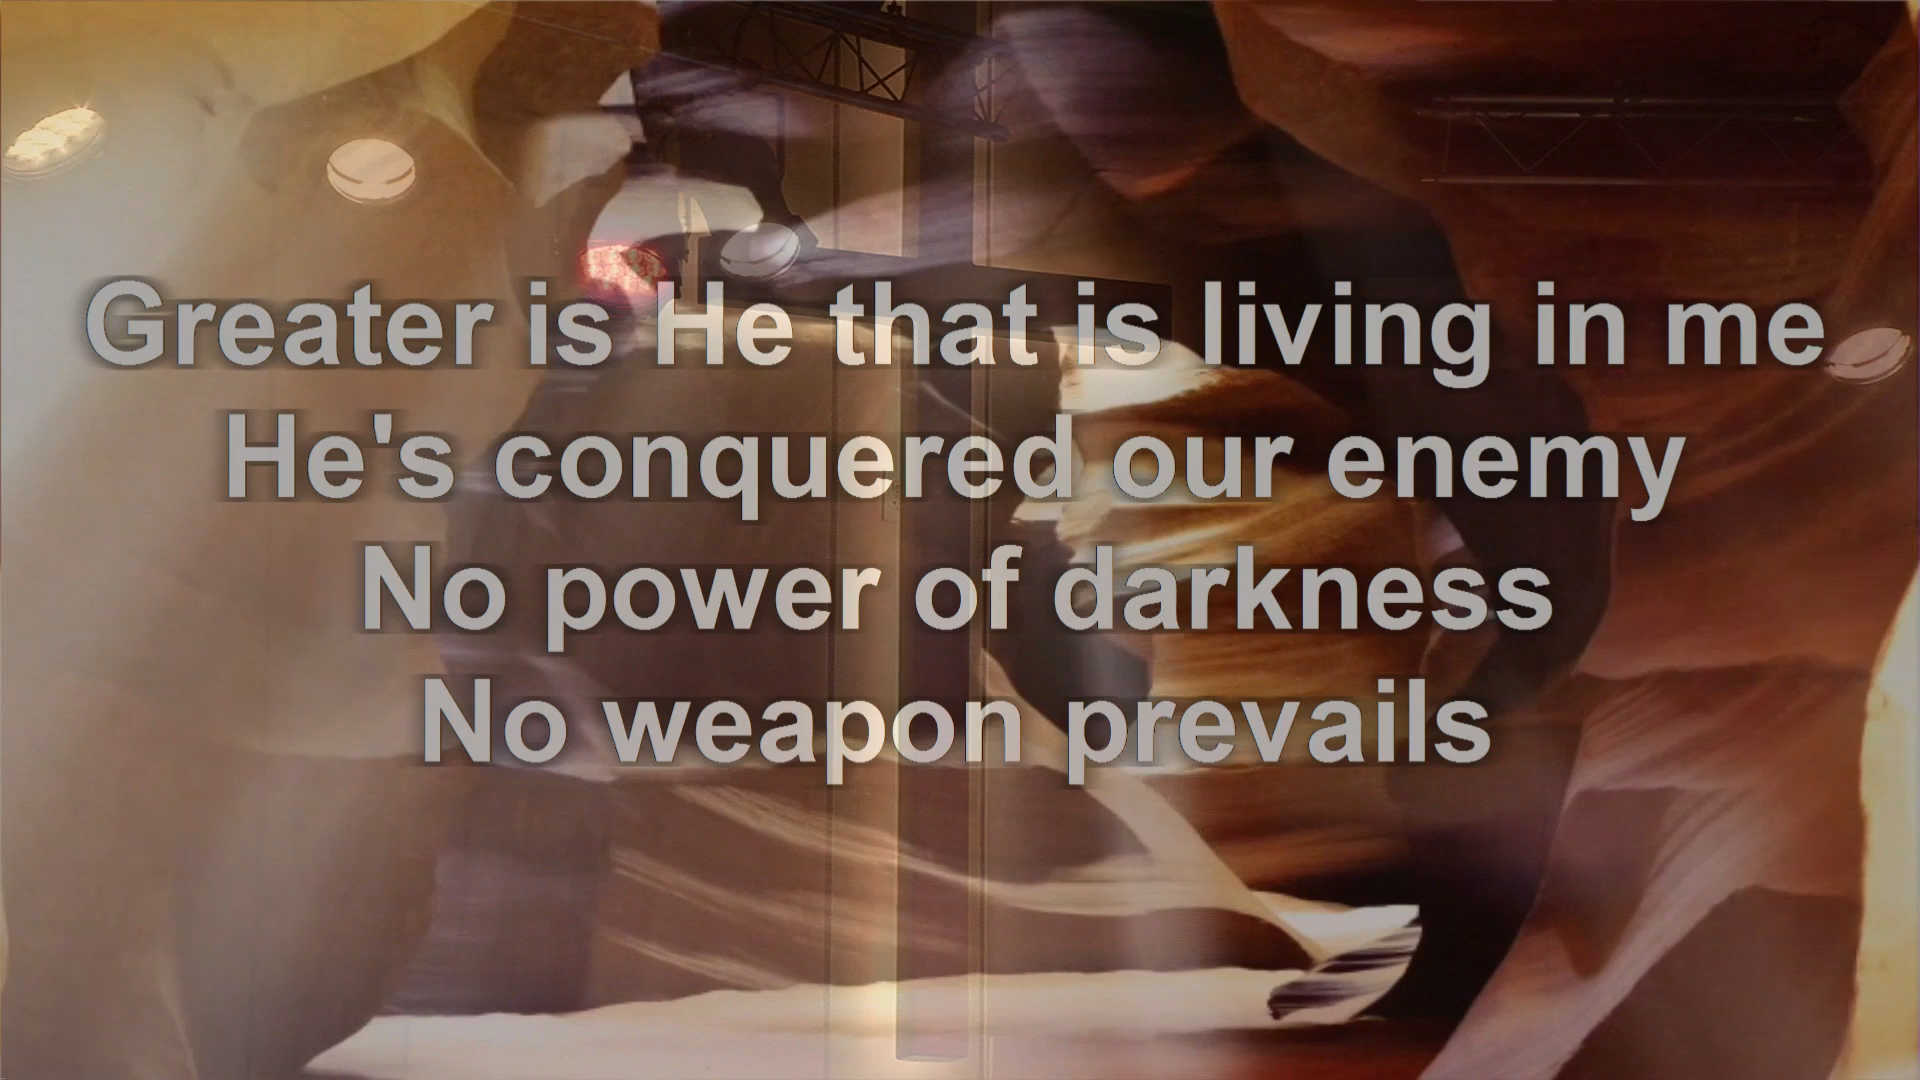 Greater is He that is living in me
He's conquered our enemy
No power of darkness
No weapon prevails